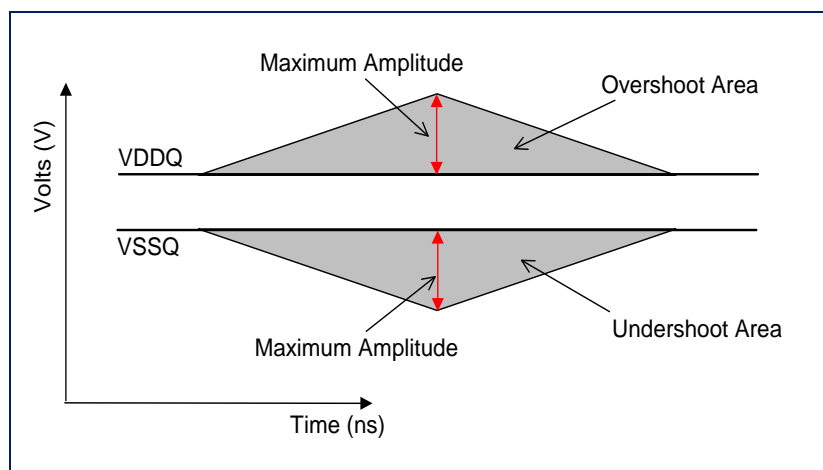 Maximum Amplitude
Overshoot Area
Volts (V)
VDDQ
VSSQ
Undershoot Area
Maximum Amplitude
Time (ns)